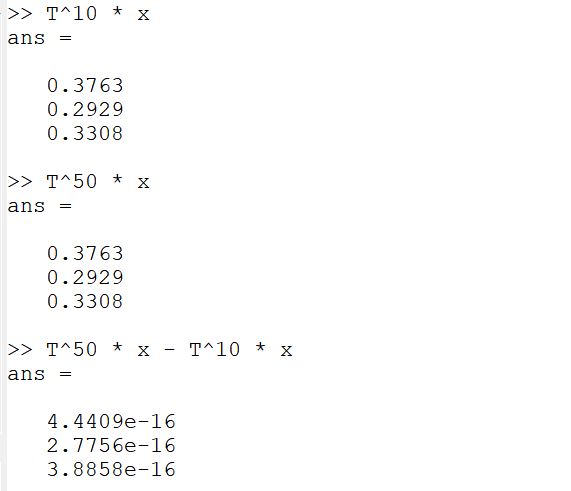 >> T^10 * x
ans =
0.3763
0.2929
0.3308
>> T^50 * x
ans =
0.3763
0.2929
0.3308
>> T^50 * x - T^10 * x
ans =
4.4409e-16
2.7756e-16
3.8858e-16